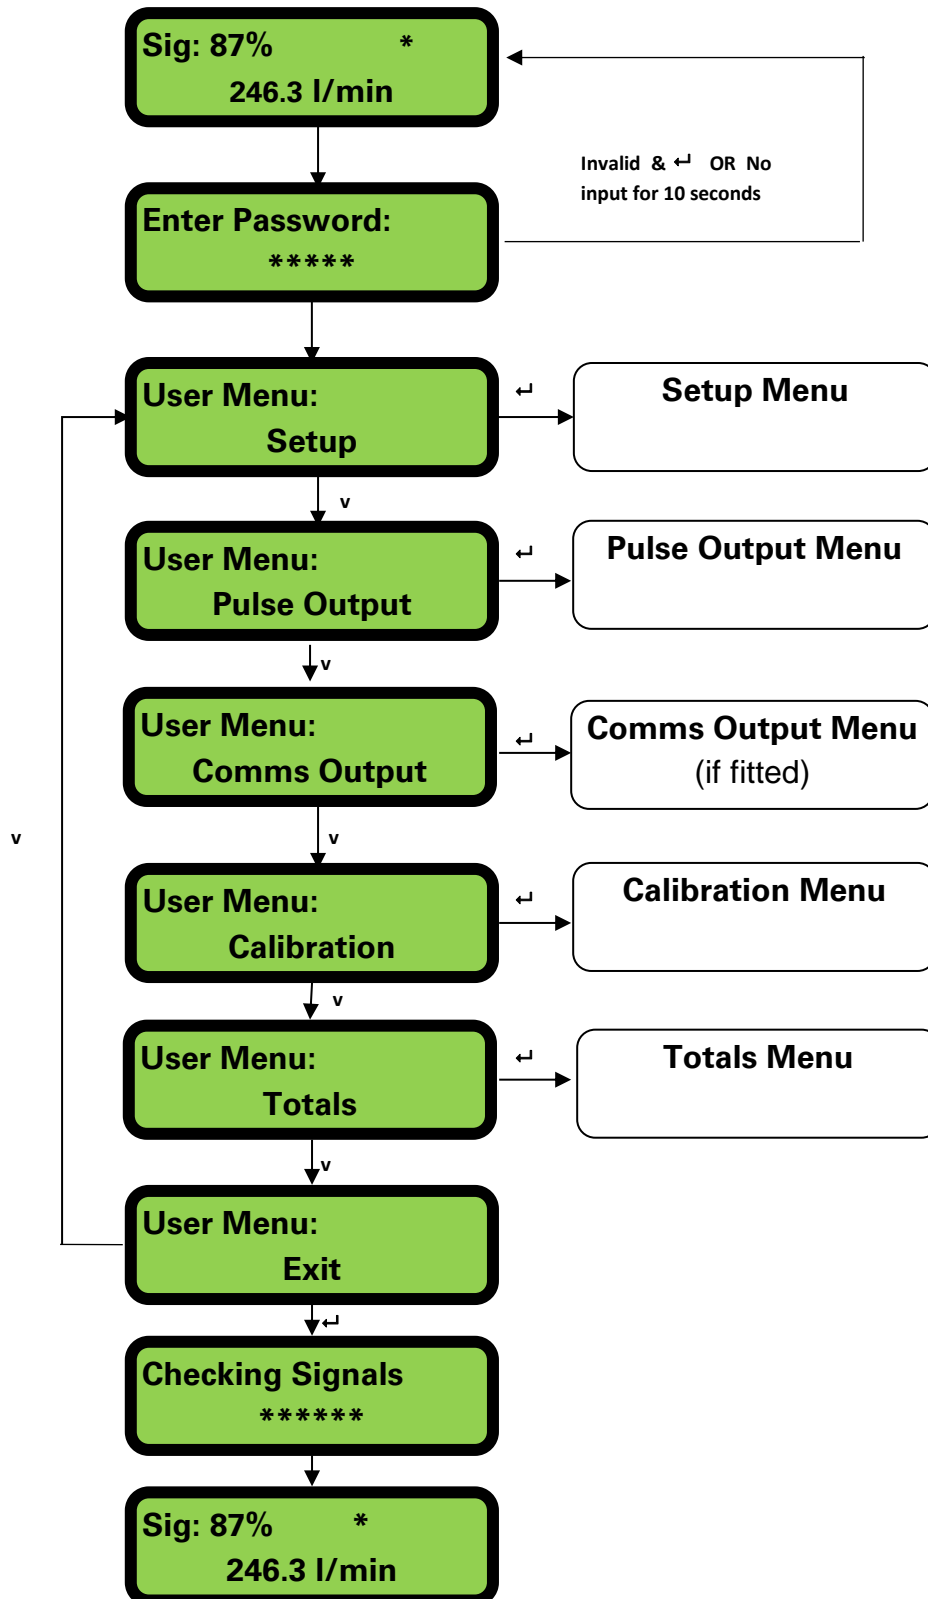 Sig: 87% *
246.3 l/min
Invalid & ↵ OR No
input for 10 seconds
Enter Password:
*****
User Menu:
Setup
↵
Setup Menu
v
User Menu:
Pulse Output
↵
Pulse Output Menu
v
User Menu:
Comms Output
↵
Comms Output Menu
(if fitted)
v
v
User Menu:
Calibration
↵
Calibration Menu
v
User Menu:
Totals
↵
Totals Menu
v
User Menu:
Exit
↵
Checking Signals
******
Sig: 87% *
246.3 l/min